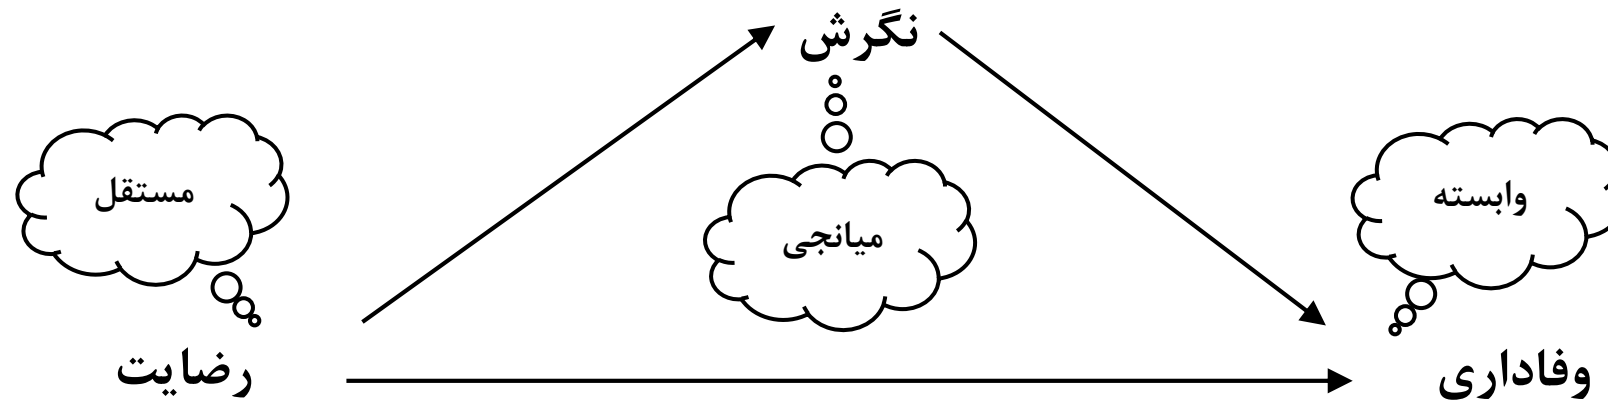 نگرش
مستقل
میانجی
وابسته
رضایت
وفاداری